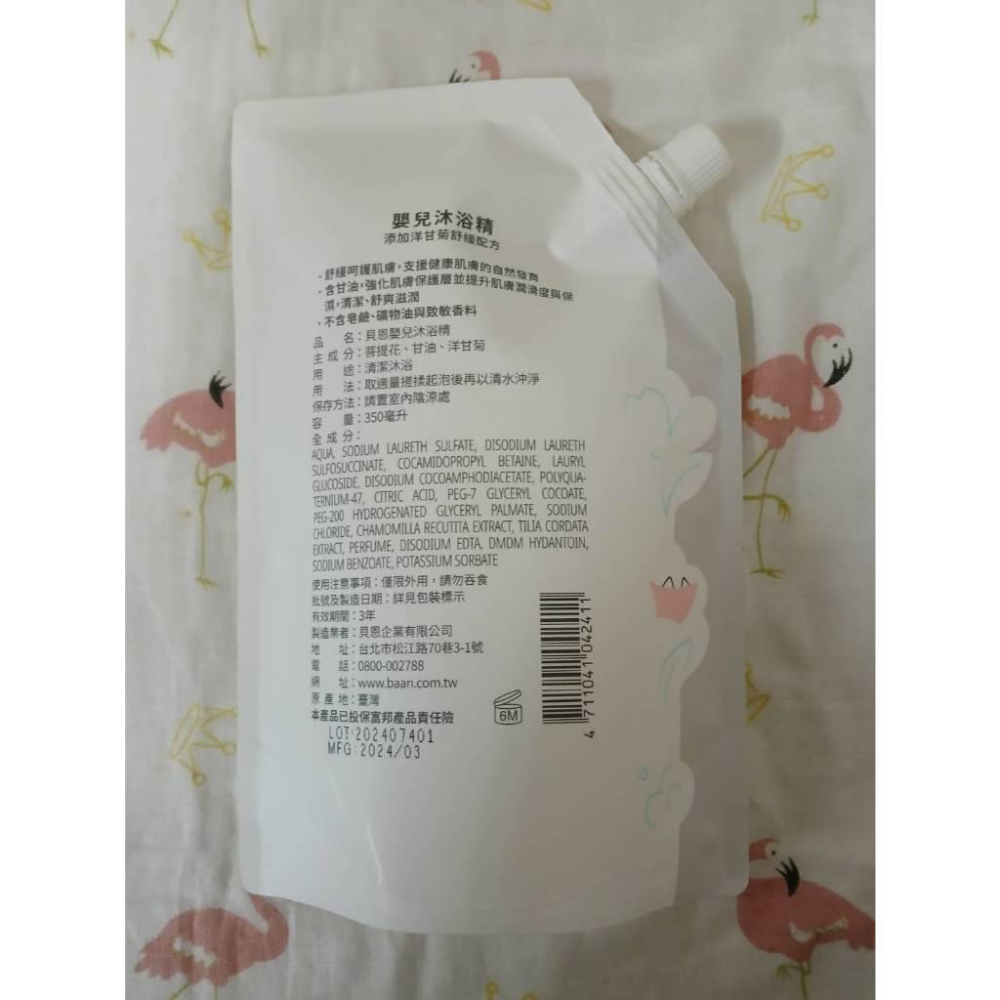 嬰兒沐浴精
添加洋甘菊舒緩配方
·舒緩呵護肌膚,支援健康肌膚的自然發育
·含甘油,強化肌膚保護層並提升肌膚潤滑度與保
濕,清潔、舒爽滋潤
·不含皂鹼、礦物油與致敏香料
品 名:貝恩嬰兒沐浴精
主成分:菩提花、甘油、洋甘菊
用 途:清潔沐浴
用 法:取適量搓揉起泡後再以清水沖淨
保存方法:請置室內陰涼處
容 量:350毫升
全成分:
AQUA, SODIUM LAURETH SULFATE, DISODIUM LAURETH
SULFOSUCCINATE, COCAMIDOPROPYL BETAINE, LAURYL
GLUCOSIDE, DISODIUM COCOAMPHODIACETATE, POLYQUA-
TERNIUM-47, CITRIC ACID, PEG-7 GLYCERYL COCOATE,
PEG-200 HYDROGENATED GLYCERYL PALMATE, SODIUM
CHLORIDE, CHAMOMILLA RECUTITA EXTRACT, TILIA CORDATA
EXTRACT, PERFUME, DISODIUM EDTA, DMDM HYDANTOIN,
SODIUM BENZOATE, POTASSIUM SORBATE
使用注意事項:僅限外用,請勿吞食
批號及製造日期:詳見包裝標示
有效期間:3年
製造業者:貝恩企業有限公司
地 址:台北市松江路70巷3-1號
電 話:0800-002788
網 址:www.baan.com.tw
原產地:臺灣
本產品已投保富邦產品責任險
LOT:202407401
MFG:2024/03
6M
4 711041 042411